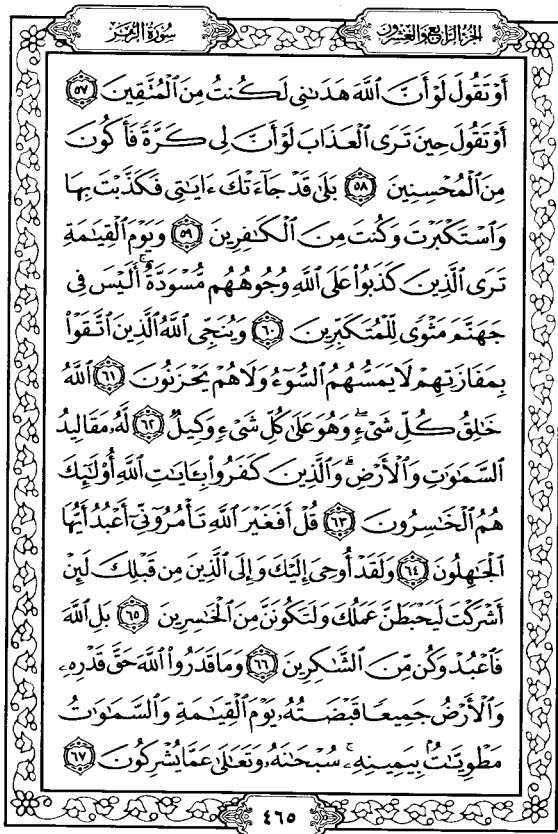 الجزء الرابع والعشرون
سورة الزمر
أَوْ تَقُولَ لَوْ أَنَّ ٱللَّهَ هَدَىٰنِى لَكُنتُ مِنَ ٱلْمُتَّقِينَ ٥٧
أَوْ تَقُولَ حِينَ تَرَى ٱلْعَذَابَ لَوْ أَنَّ لِى كَرَّةً فَأَكُونَ
مِنَ ٱلْمُحْسِنِينَ ٥٨ بَلَىٰ قَدْ جَآءَتْكَ ءَايَٰتِى فَكَذَّبْتَ بِهَا
وَٱسْتَكْبَرْتَ وَكُنتَ مِنَ ٱلْكَٰفِرِينَ ٥٩ وَيَوْمَ ٱلْقِيَٰمَةِ
تَرَى ٱلَّذِينَ كَذَبُوا۟ عَلَى ٱللَّهِ وُجُوهُهُم مُّسْوَدَّةٌ ۚ أَلَيْسَ فِى
جَهَنَّمَ مَثْوًى لِّلْمُتَكَبِّرِينَ ٦٠ وَيُنَجِّى ٱللَّهُ ٱلَّذِينَ ٱتَّقَوْا۟
بِمَفَازَتِهِمْ لَا يَمَسُّهُمُ ٱلسُّوٓءُ وَلَا هُمْ يَحْزَنُونَ ٦١ ٱللَّهُ
خَٰلِقُ كُلِّ شَىْءٍ ۖ وَهُوَ عَلَىٰ كُلِّ شَىْءٍ وَكِيلٌ ٦٢ لَّهُۥ مَقَالِيدُ
ٱلسَّمَٰوَٰتِ وَٱلْأَرْضِ ۗ وَٱلَّذِينَ كَفَرُوا۟ بِـَٔايَٰتِ ٱللَّهِ أُو۟لَٰٓئِكَ
هُمُ ٱلْخَٰسِرُونَ ٦٣ قُلْ أَفَغَيْرَ ٱللَّهِ تَأْمُرُوٓنِّىٓ أَعْبُدُ أَيُّهَا
ٱلْجَٰهِلُونَ ٦٤ وَلَقَدْ أُوحِىَ إِلَيْكَ وَإِلَى ٱلَّذِينَ مِن قَبْلِكَ لَئِنْ
أَشْرَكْتَ لَيَحْبَطَنَّ عَمَلُكَ وَلَتَكُونَنَّ مِنَ ٱلْخَٰسِرِينَ ٦٥ بَلِ ٱللَّهَ
فَٱعْبُدْ وَكُن مِّنَ ٱلشَّٰكِرِينَ ٦٦ وَمَا قَدَرُوا۟ ٱللَّهَ حَقَّ قَدْرِهِۦ
وَٱلْأَرْضُ جَمِيعًا قَبْضَتُهُۥ يَوْمَ ٱلْقِيَٰمَةِ وَٱلسَّمَٰوَٰتُ
مَطْوِيَّٰتٌۢ بِيَمِينِهِۦ ۚ سُبْحَٰنَهُۥ وَتَعَٰلَىٰ عَمَّا يُشْرِكُونَ ٦٧
٤٦٥